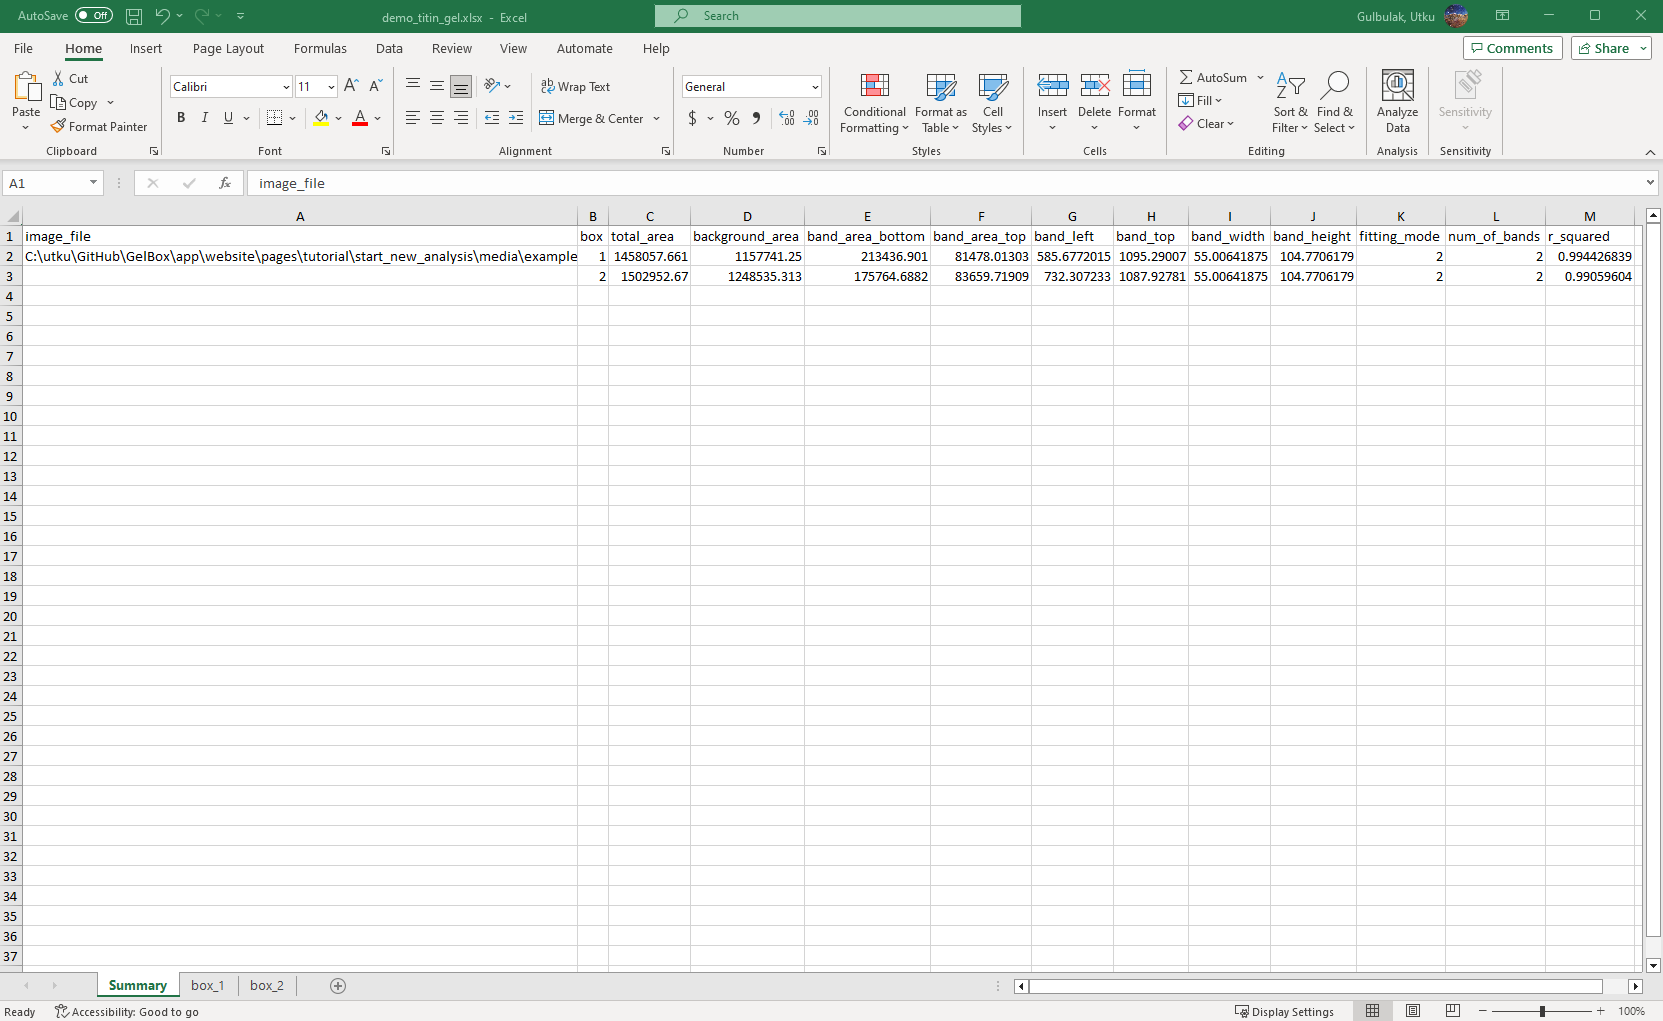 AutoSave Off demo_titin_gel.xlsx - Excel Search Gulbulak, Utku
File Home Insert Page Layout Formulas Data Review View Automate Help Comments Share
Paste Cut Copy Format Painter
Clipboard
Calibri 11 A^ Aˇ
B I U A
Font
Wrap Text
Merge & Center
Alignment
General
$ % 9 .00 .00
Number
Conditional Formatting Format as Table Cell Styles
Styles
Insert Delete Format
Cells
AutoSum
Fill
Clear
Sort & Filter Find & Select
Editing
Analyze Data
Analysis
Sensitivity
Sensitivity
A1 fx image_file
A B C D E F G H I J K L M
1 image_file box total_area background_area band_area_bottom band_area_top band_left band_top band_width band_height fitting_mode num_of_bands r_squared
2 C:\utku\GitHub\GelBox\app\website\pages\tutorial\start_new_analysis\media\example 1 1458057.661 1157741.25 213436.901 81478.01303 585.6772015 1095.29007 55.00641875 104.7706179 2 2 0.994426839
3 2 1502952.67 1248535.313 175764.6882 83659.71909 732.307233 1087.92781 55.00641875 104.7706179 2 2 0.99059604
4
5
6
7
8
9
10
11
12
13
14
15
16
17
18
19
20
21
22
23
24
25
26
27
28
29
30
31
32
33
34
35
36
37
Summary box_1 box_2
Ready Accessibility: Good to go Display Settings 100%